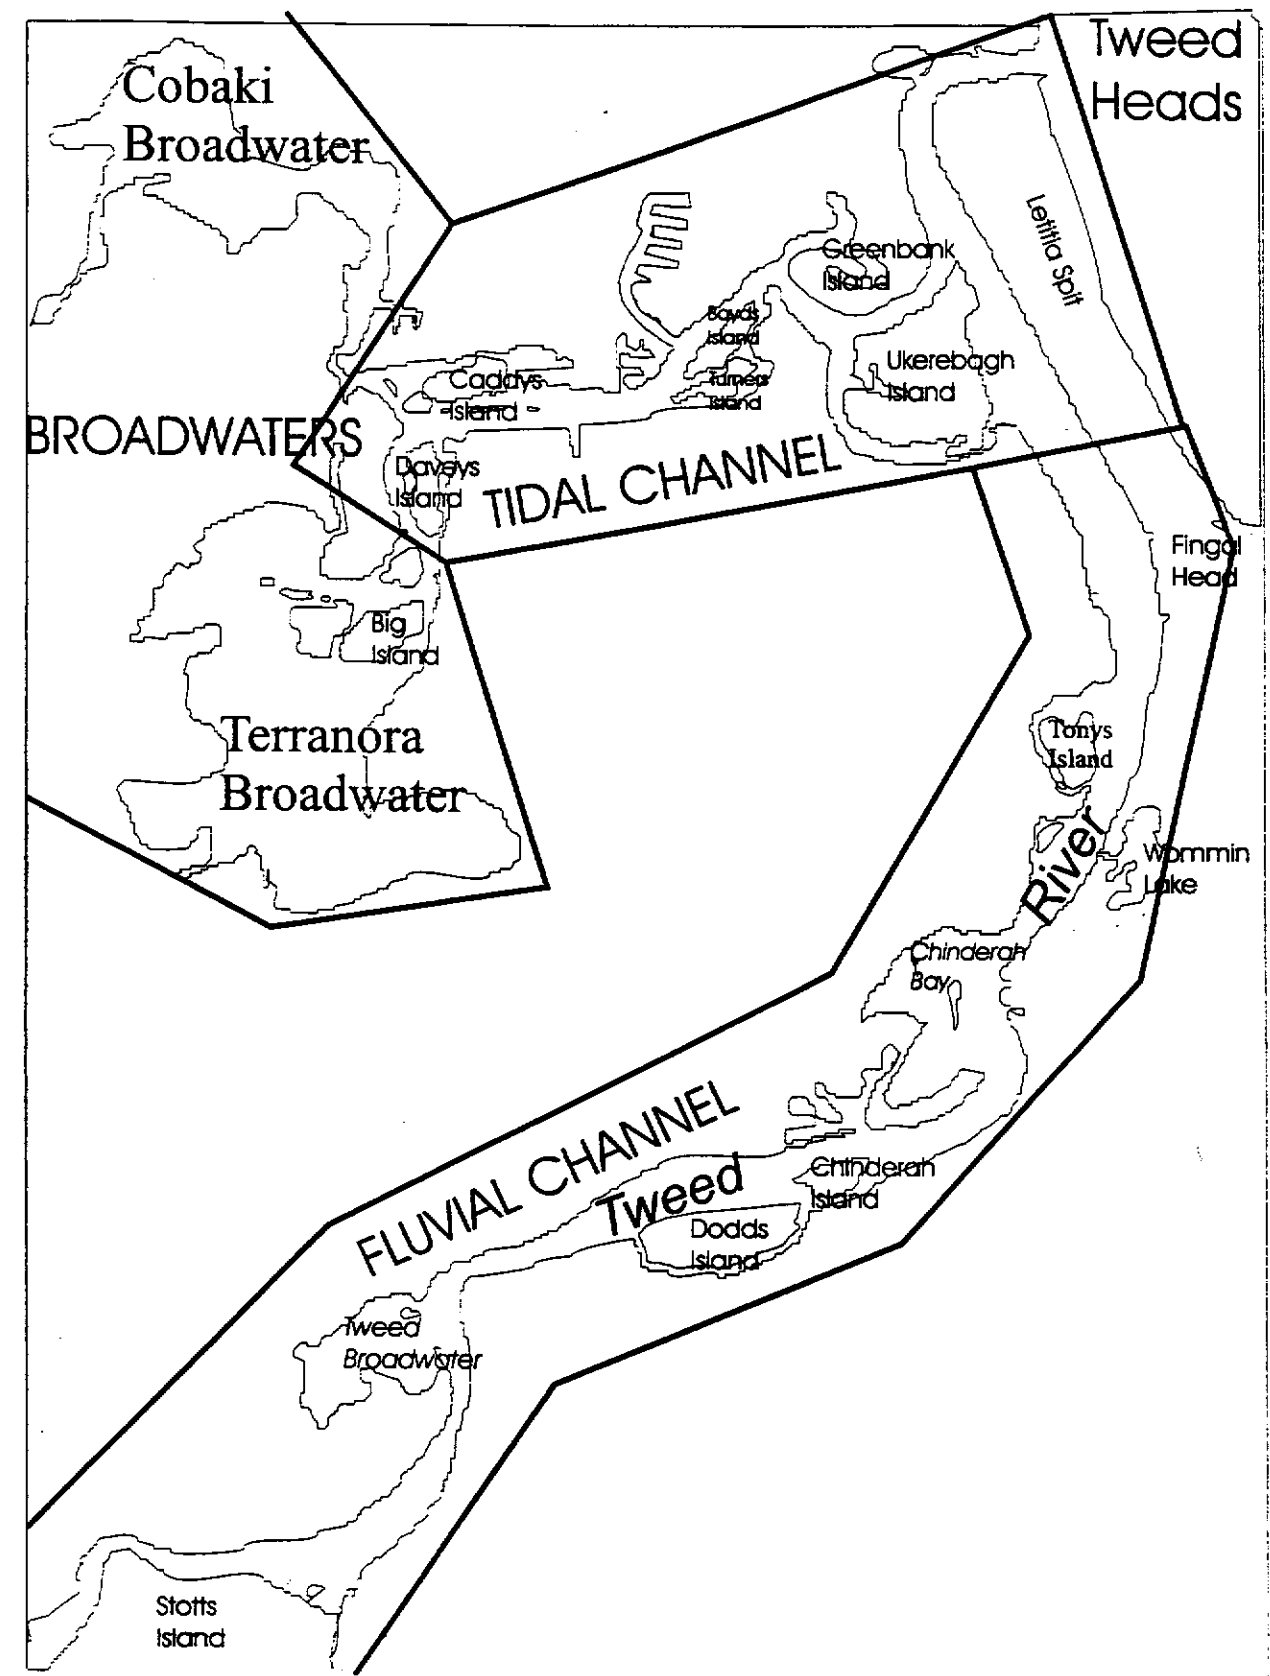 Tweed
Heads
Cobaki
Broadwater
Letitia Spit
Greenbank
Island
Boyds
Island
Turners
Island
Ukerebagh
Island
Caddys
Island
BROADWATERS
Daveys
Island
TIDAL CHANNEL
Fingal
Head
Big
Island
Terranora
Broadwater
Tonys
Island
River
Wommin
Lake
Chinderah
Bay
FLUVIAL CHANNEL
Tweed
Chinderah
Island
Dodds
Island
Tweed
Broadwater
Stotts
Island